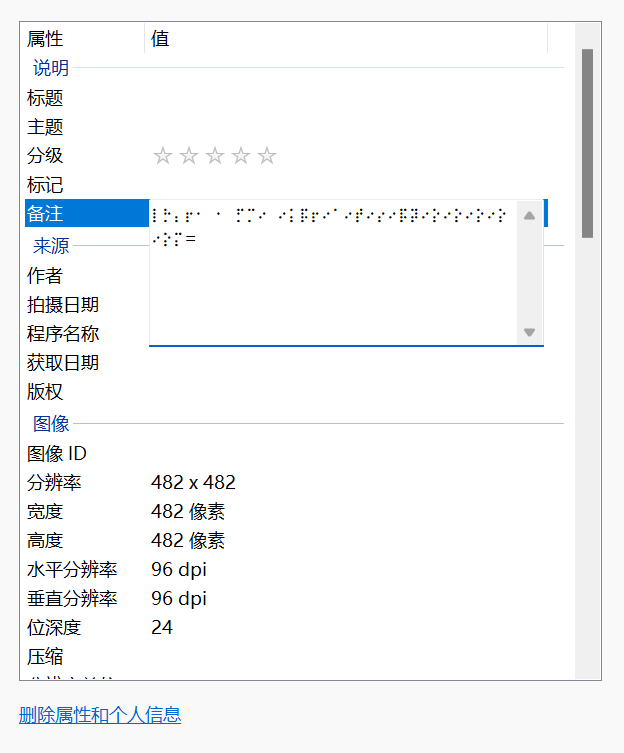 属性 值
说明
标题
主题
分级 ☆☆☆☆☆
标记
备注
来源
作者
拍摄日期
程序名称
获取日期
版权
图像
图像 ID
分辨率 482 x 482
宽度 482 像素
高度 482 像素
水平分辨率 96 dpi
垂直分辨率 96 dpi
位深度 24
压缩
删除属性和个人信息